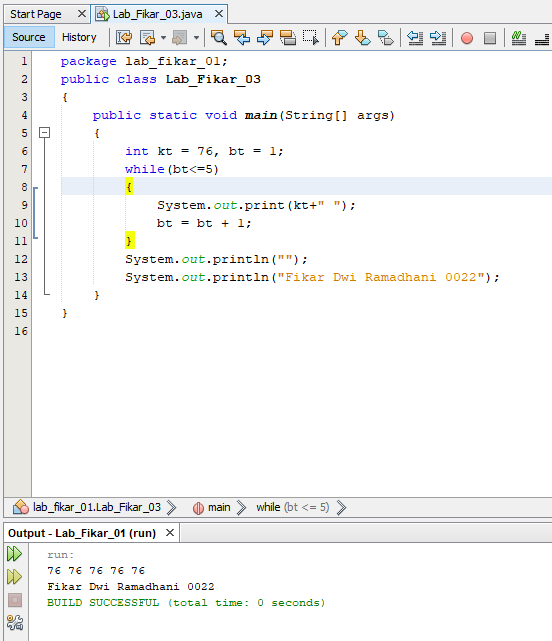 Start Page Lab_Fikar_03.java
Source History
1 package lab_fikar_01;
2 public class Lab_Fikar_03
3 {
4 public static void main(String[] args)
5 {
6 int kt = 76, bt = 1;
7 while(bt<=5)
8 {
9 System.out.print(kt+" ");
10 bt = bt + 1;
11 }
12 System.out.println("");
13 System.out.println("Fikar Dwi Ramadhani 0022");
14 }
15 }
16
lab_fikar_01.Lab_Fikar_03 main while (bt <= 5)
Output - Lab_Fikar_01 (run)
run:
76 76 76 76 76
Fikar Dwi Ramadhani 0022
BUILD SUCCESSFUL (total time: 0 seconds)